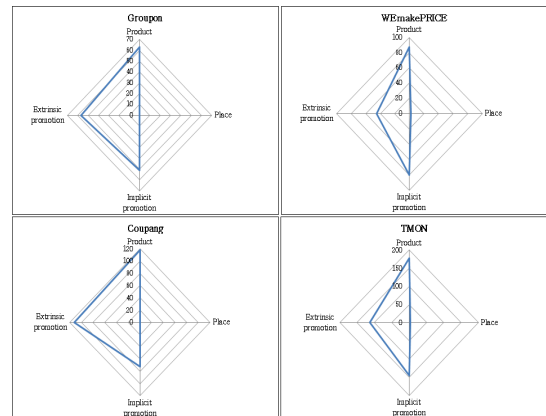 Groupon
Product
70
60
50
40
30
20
10
0
Extrinsic
promotion
Place
Implicit
promotion
WEmakePRICE
Product
100
80
60
40
20
0
Extrinsic
promotion
Place
Implicit
promotion
Coupang
Product
120
100
80
60
40
20
0
Extrinsic
promotion
Place
Implicit
promotion
TMON
Product
200
150
100
50
0
Extrinsic
promotion
Place
Implicit
promotion